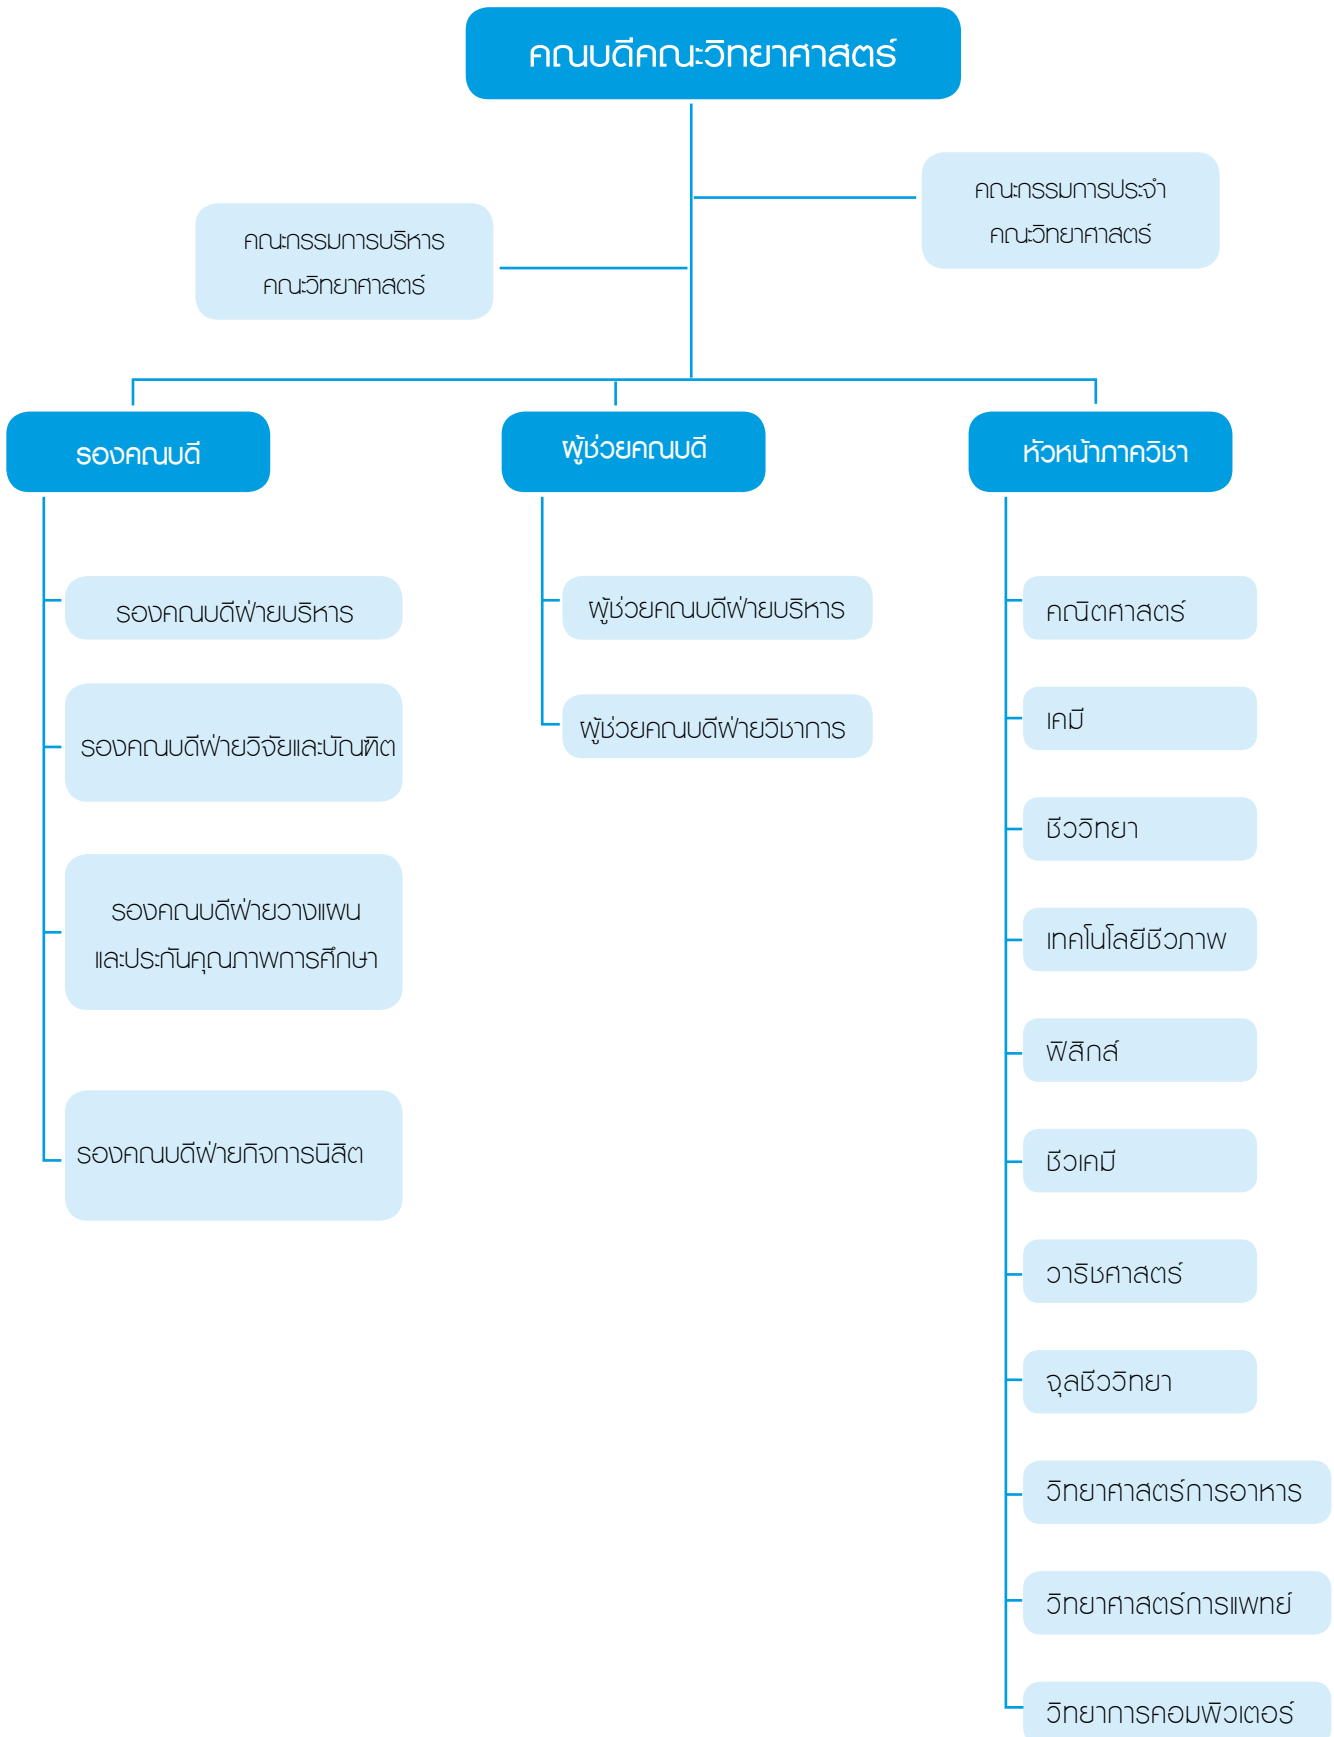 คณบดีคณะวิทยาศาสตร์
คณะกรรมการประจำ
คณะวิทยาศาสตร์
คณะกรรมการบริหาร
คณะวิทยาศาสตร์
รองคณบดี
ผู้ช่วยคณบดี
หัวหน้าภาควิชา
รองคณบดีฝ่ายบริหาร
รองคณบดีฝ่ายวิจัยและบัณฑิต
รองคณบดีฝ่ายวางแผน
และประกันคุณภาพการศึกษา
รองคณบดีฝ่ายกิจการนิสิต
ผู้ช่วยคณบดีฝ่ายบริหาร
ผู้ช่วยคณบดีฝ่ายวิชาการ
คณิตศาสตร์
เคมี
ชีววิทยา
เทคโนโลยีชีวภาพ
ฟิสิกส์
ชีวเคมี
วาริชศาสตร์
จุลชีววิทยา
วิทยาศาสตร์การอาหาร
วิทยาศาสตร์การแพทย์
วิทยาการคอมพิวเตอร์